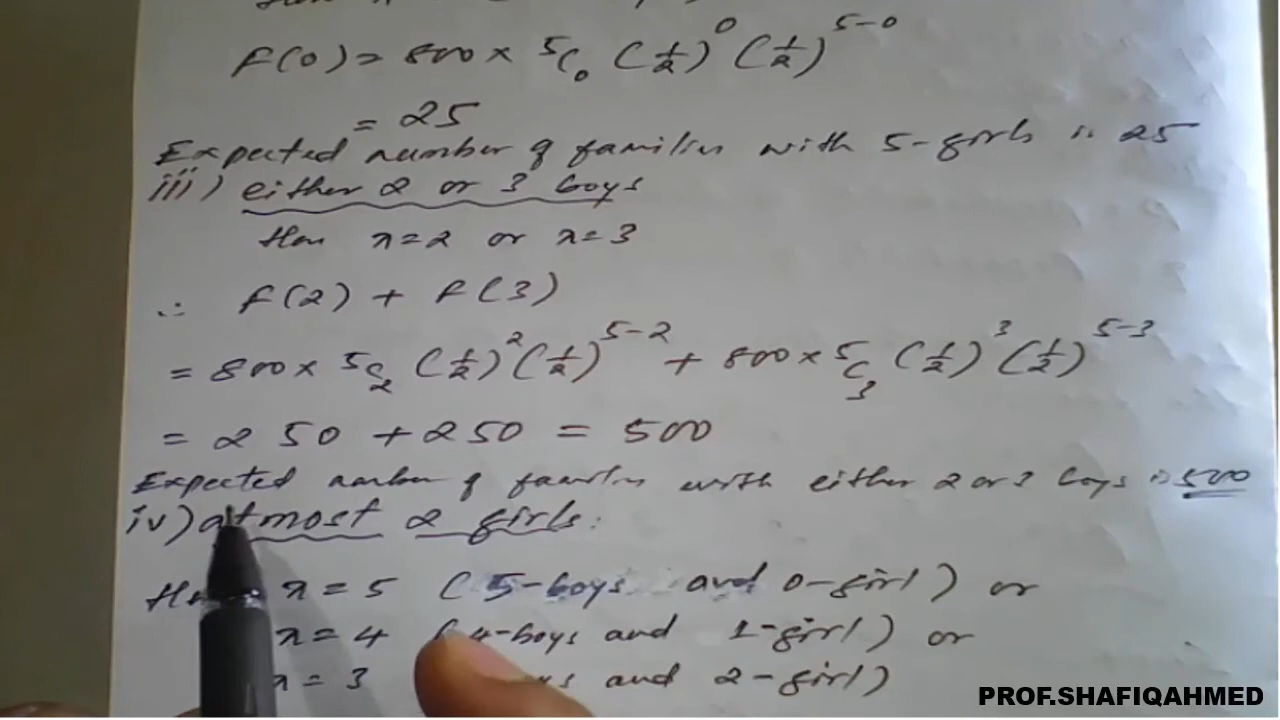 F(0) = 800 × ⁵C₀ (1/2)⁰ (1/2)⁵⁻⁰
= 25
Expected number of families with 5-girls is 25
iii) either 2 or 3 boys
x=2 or x=3
∴ F(2) + F(3)
= 800 × ⁵C₂ (1/2)² (1/2)⁵⁻² + 800 × ⁵C₃ (1/2)³ (1/2)⁵⁻³
= 250 + 250 = 500
Expected number of families with either 2 or 3 boys is 500
iv) atmost 2 girls:
x = 5 (5-boys and 0-girl) or
x = 4 (4-boys and 1-girl) or
x = 3 and 2-girl)
PROF.SHAFIQAHMED